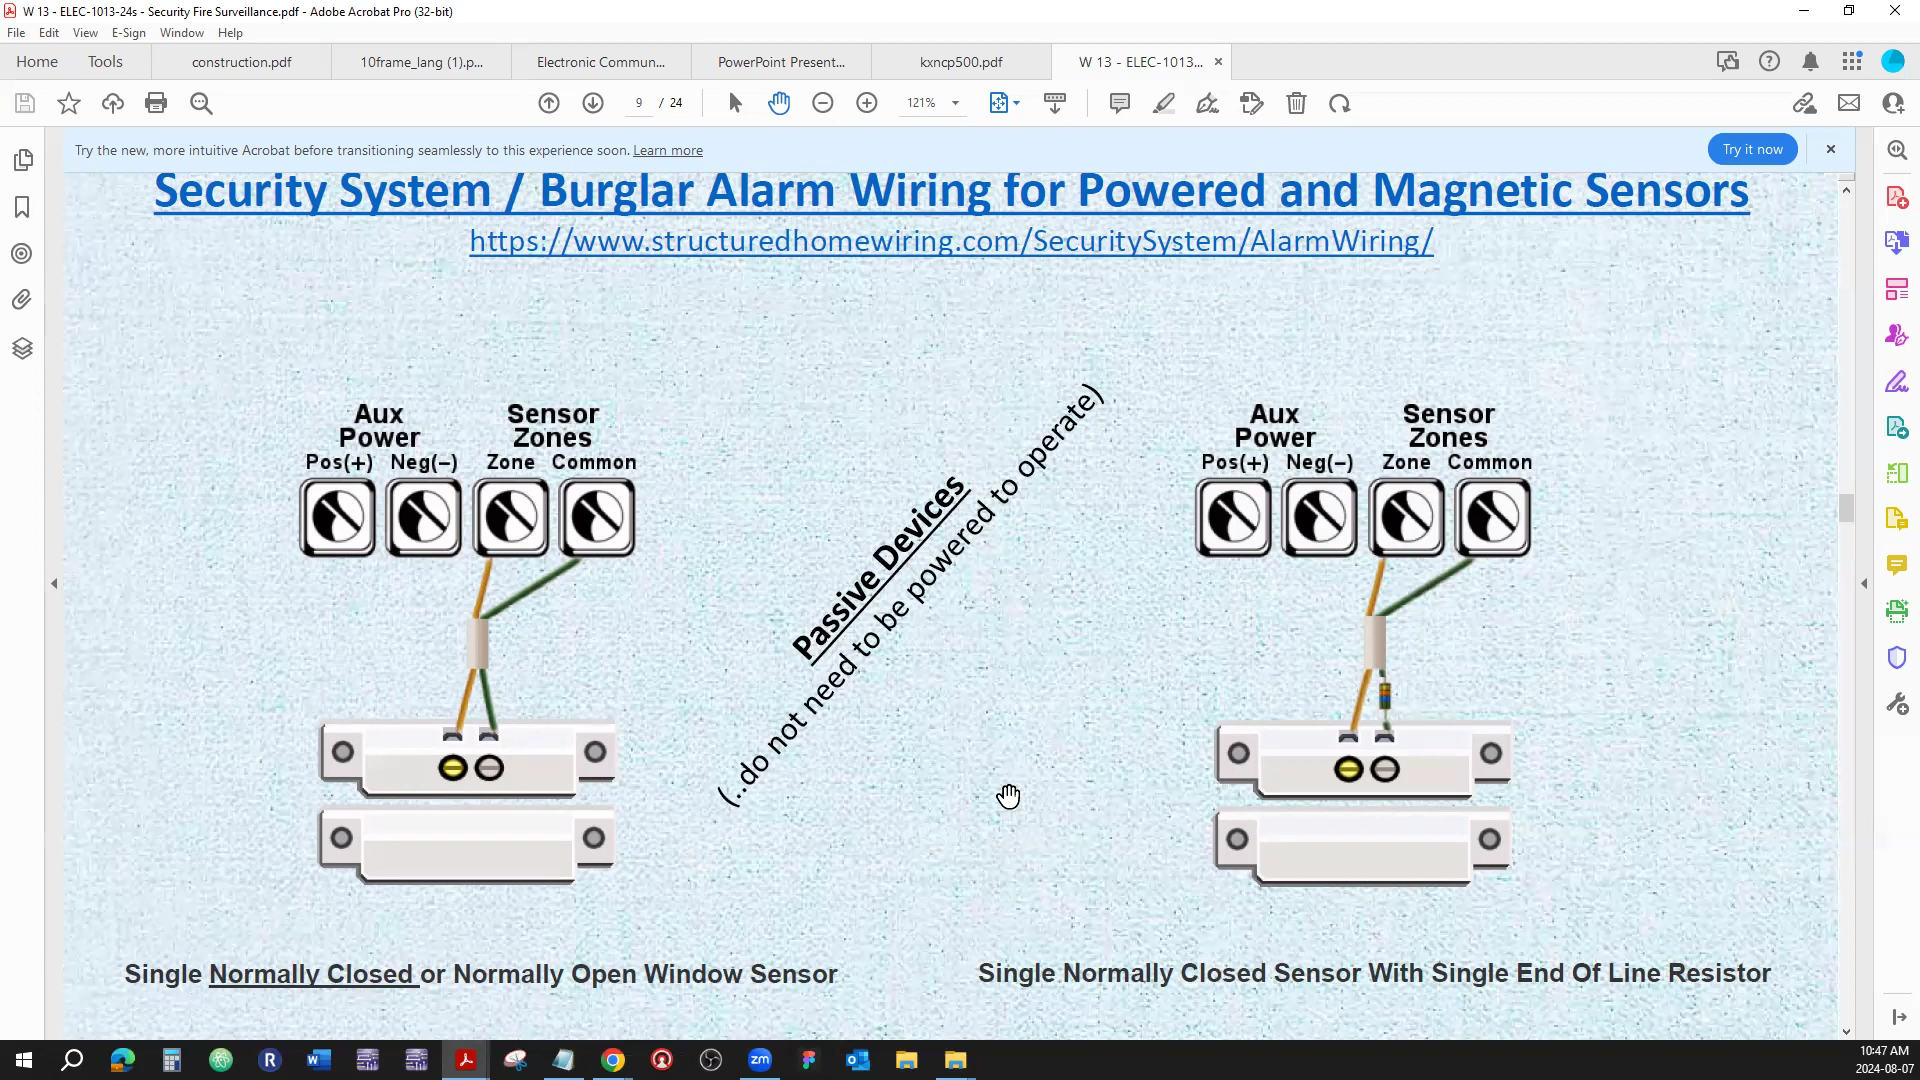 W 13 - ELEC-1013-24s - Security Fire Surveillance.pdf - Adobe Acrobat Pro (32-bit)
File Edit View E-Sign Window Help
Home Tools construction.pdf 10frame_lang (1).p... Electronic Commun... PowerPoint Present... kxncp500.pdf W 13 - ELEC-1013... ×
9 / 24 121%
Try the new, more intuitive Acrobat before transitioning seamlessly to this experience soon. Learn more Try it now
Security System / Burglar Alarm Wiring for Powered and Magnetic Sensors
https://www.structuredhomewiring.com/SecuritySystem/AlarmWiring/
Aux Power
Sensor Zones
Pos(+) Neg(−) Zone Common
Passive Devices
(..do not need to be powered to operate)
Aux Power
Sensor Zones
Pos(+) Neg(−) Zone Common
Single Normally Closed or Normally Open Window Sensor
Single Normally Closed Sensor With Single End Of Line Resistor
R
W
zm
10:47 AM
2024-08-07